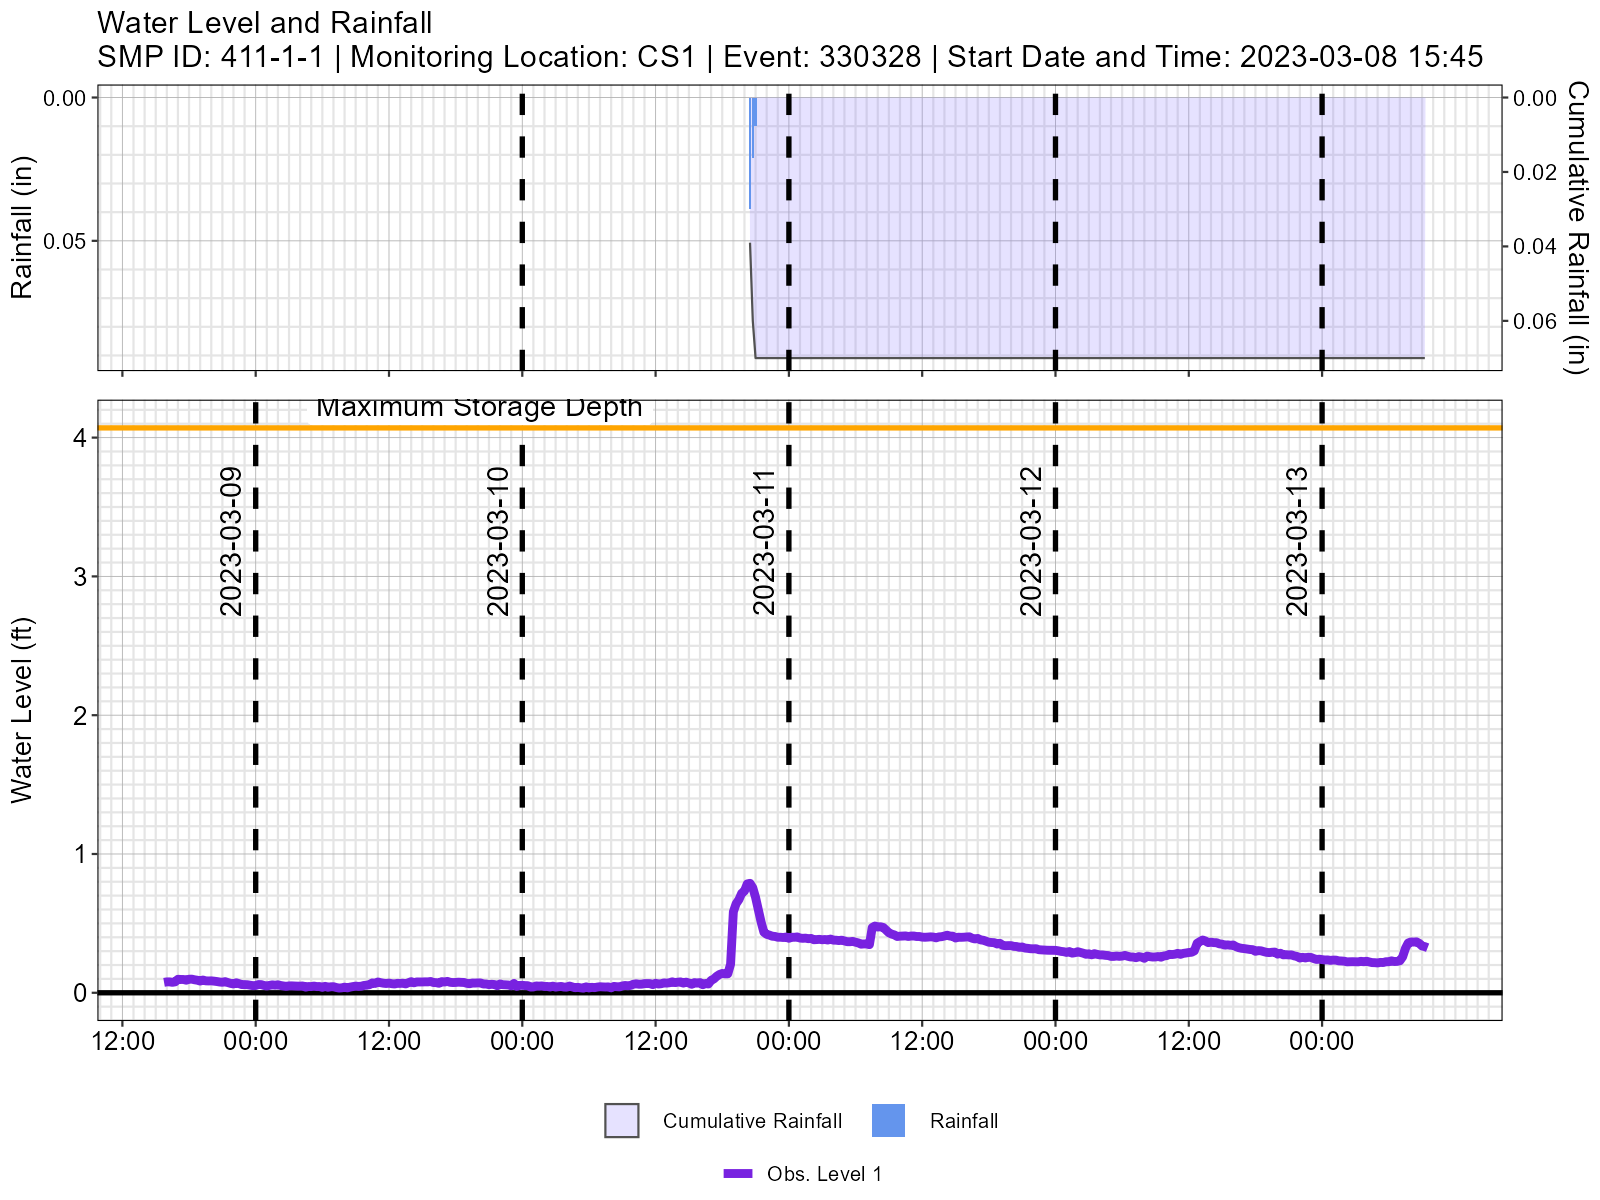 Water Level and Rainfall
SMP ID: 411-1-1 | Monitoring Location: CS1 | Event: 330328 | Start Date and Time: 2023-03-08 15:45
Rainfall (in)
0.00
0.05
0.00
0.02
0.04
0.06
Cumulative Rainfall (in)
Maximum Storage Depth
Water Level (ft)
4
3
2
1
0
2023-03-09
2023-03-10
2023-03-11
2023-03-12
2023-03-13
12:00 00:00 12:00 00:00 12:00 00:00 12:00 00:00 12:00 00:00
Cumulative Rainfall
Rainfall
Obs. Level 1